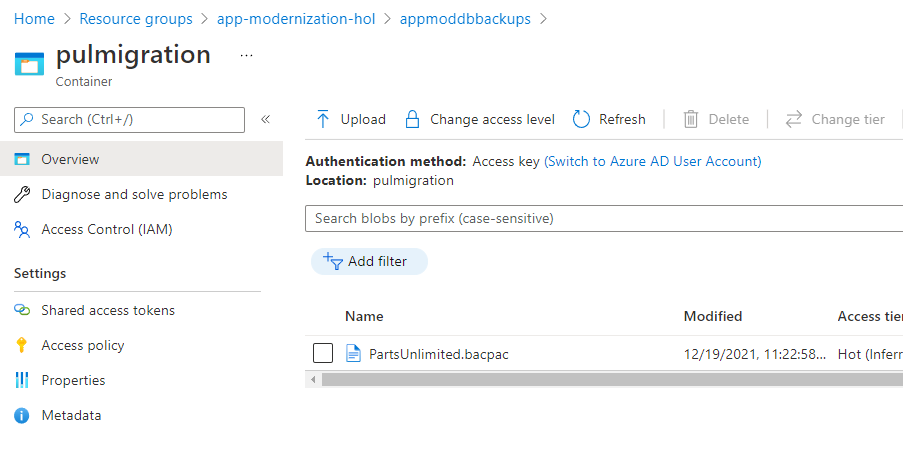 Home > Resource groups > app-modernization-hol > appmoddbbackups >
pulmigration ...
Container
Search (Ctrl+/) «
Upload Change access level Refresh Delete Change tier
Overview
Diagnose and solve problems
Access Control (IAM)
Settings
Shared access tokens
Access policy
Properties
Metadata
Authentication method: Access key (Switch to Azure AD User Account)
Location: pulmigration
Search blobs by prefix (case-sensitive)
Add filter
Name Modified Access tie
PartsUnlimited.bacpac 12/19/2021, 11:22:58... Hot (Inferr